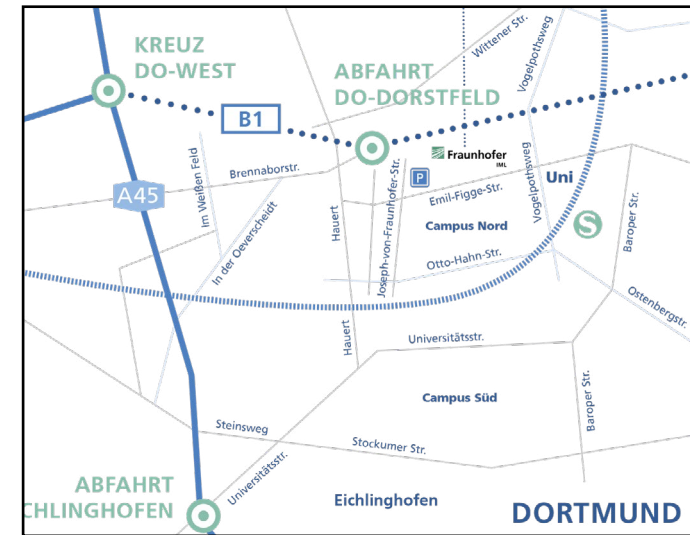 KREUZ
DO-WEST
Wittener Str.
Vogelpothsweg
ABFAHRT
DO-DORSTFELD
B1
Fraunhofer
IML
Im Weißen Feld
Brennaborstr.
P
Uni
A45
Emil-Figge-Str.
Vogelpothsweg
Hauert
Joseph-von-Fraunhofer-Str.
Campus Nord
S
Baroper Str.
In der Oeverscheidt
Otto-Hahn-Str.
Ostenbergstr.
Hauert
Universitätsstr.
Campus Süd
Baroper Str.
Steinsweg
Stockumer Str.
Universitätsstr.
ABFAHRT
CHLINGHOFEN
Eichlinghofen
DORTMUND